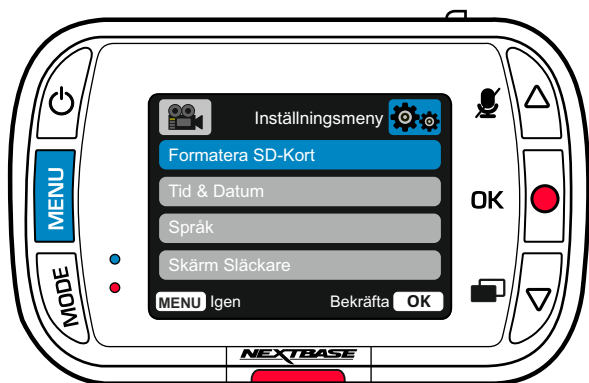 Inställningsmeny
Formatera SD-Kort
MENU
Tid & Datum
OK
Språk
Skärm Släckare
MODE
MENU Igen Bekräfta OK
NEXTBASE